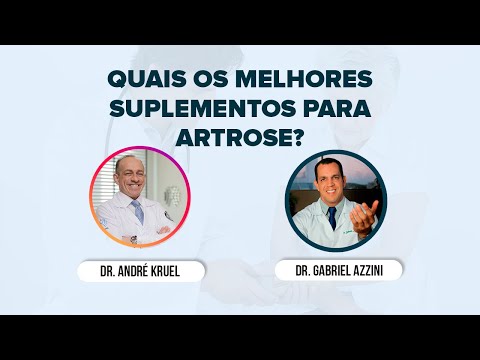 QUAIS OS MELHORES
SUPLEMENTOS PARA
ARTROSE?
DR. ANDRÉ KRUEL
DR. GABRIEL AZZINI